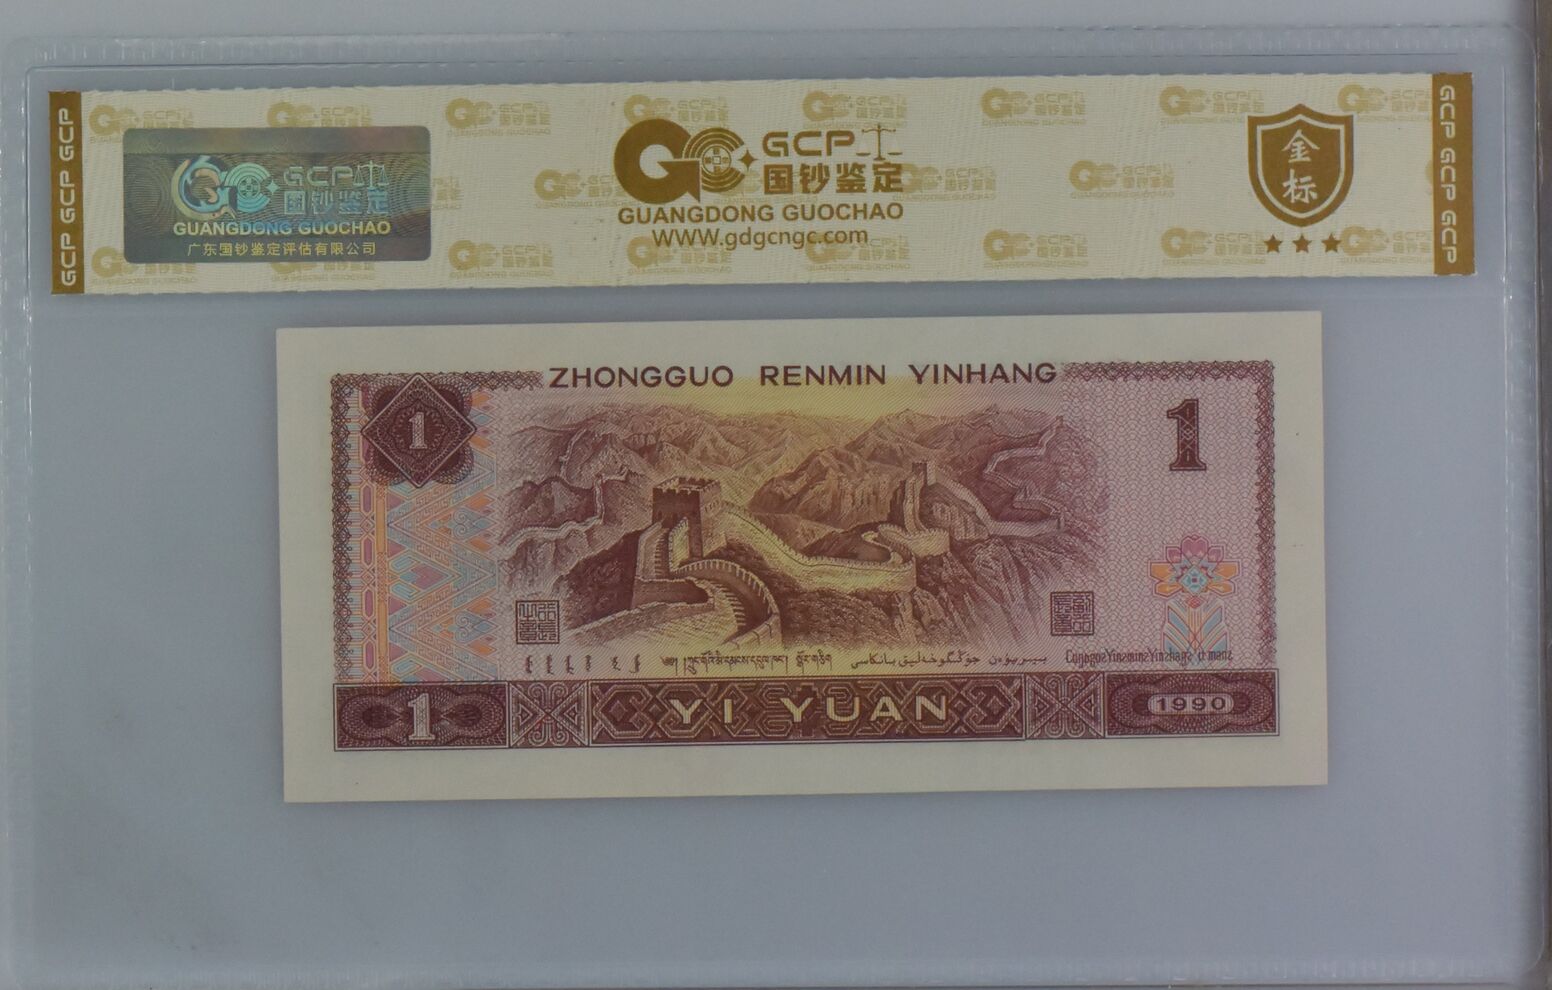 GCP GCP GCP
GCP 国钞鉴定
GUANGDONG GUOCHAO
广东国钞鉴定评估有限公司
GCP
国钞鉴定
GUANGDONG GUOCHAO
WWW.gdgcngc.com
金标
GCP GCP GCP
ZHONGGUO RENMIN YINHANG
1
1
1
YI YUAN
1990